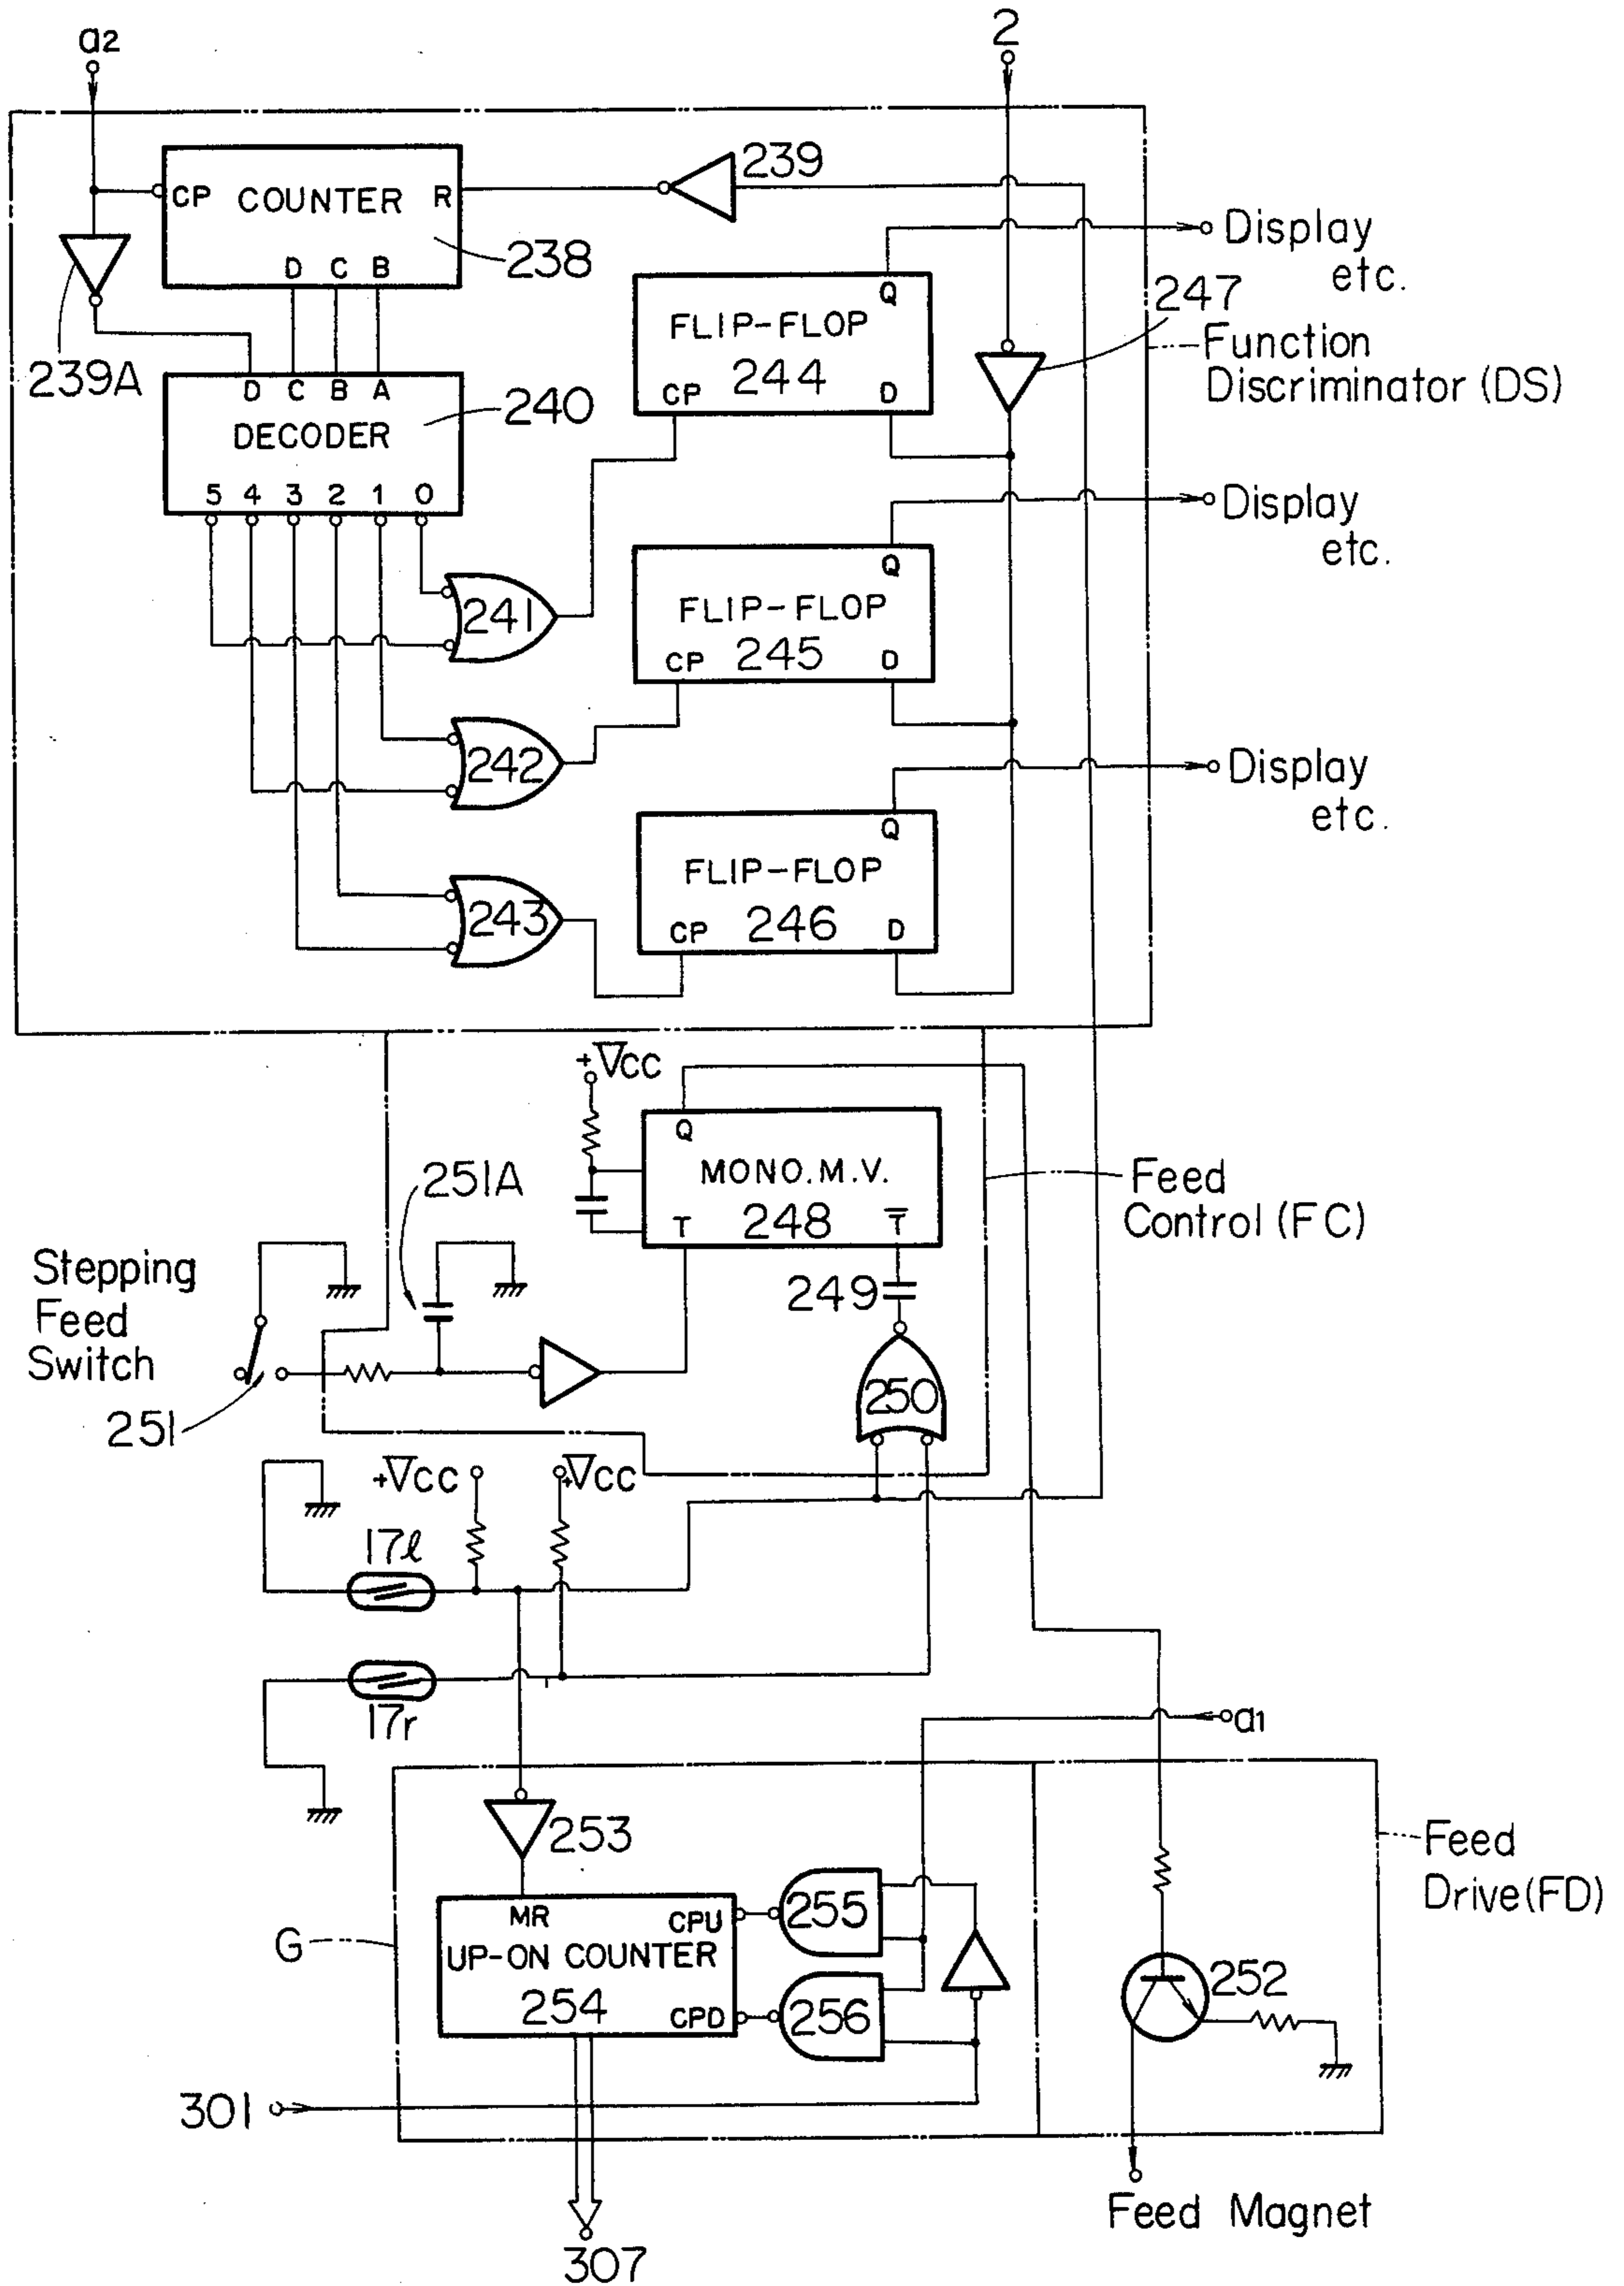 a2
2
CP COUNTER R
239
D C B
238
Display
etc.
247
239A
D C B A
240
DECODER
5 4 3 2 1 0
Q
FLIP-FLOP
244
CP D
Function
Discriminator (DS)
241
Display
etc.
Q
FLIP-FLOP
245
CP D
242
Display
etc.
Q
FLIP-FLOP
246
CP D
243
+Vcc
Q
MONO. M.V.
248
T T̅
251A
Feed
Control (FC)
Stepping
Feed
Switch
251
249
250
+Vcc
+Vcc
17ℓ
17r
a1
253
MR CPU
UP-ON COUNTER
254
CPD
255
256
G
Feed
Drive (FD)
252
301
Feed Magnet
307